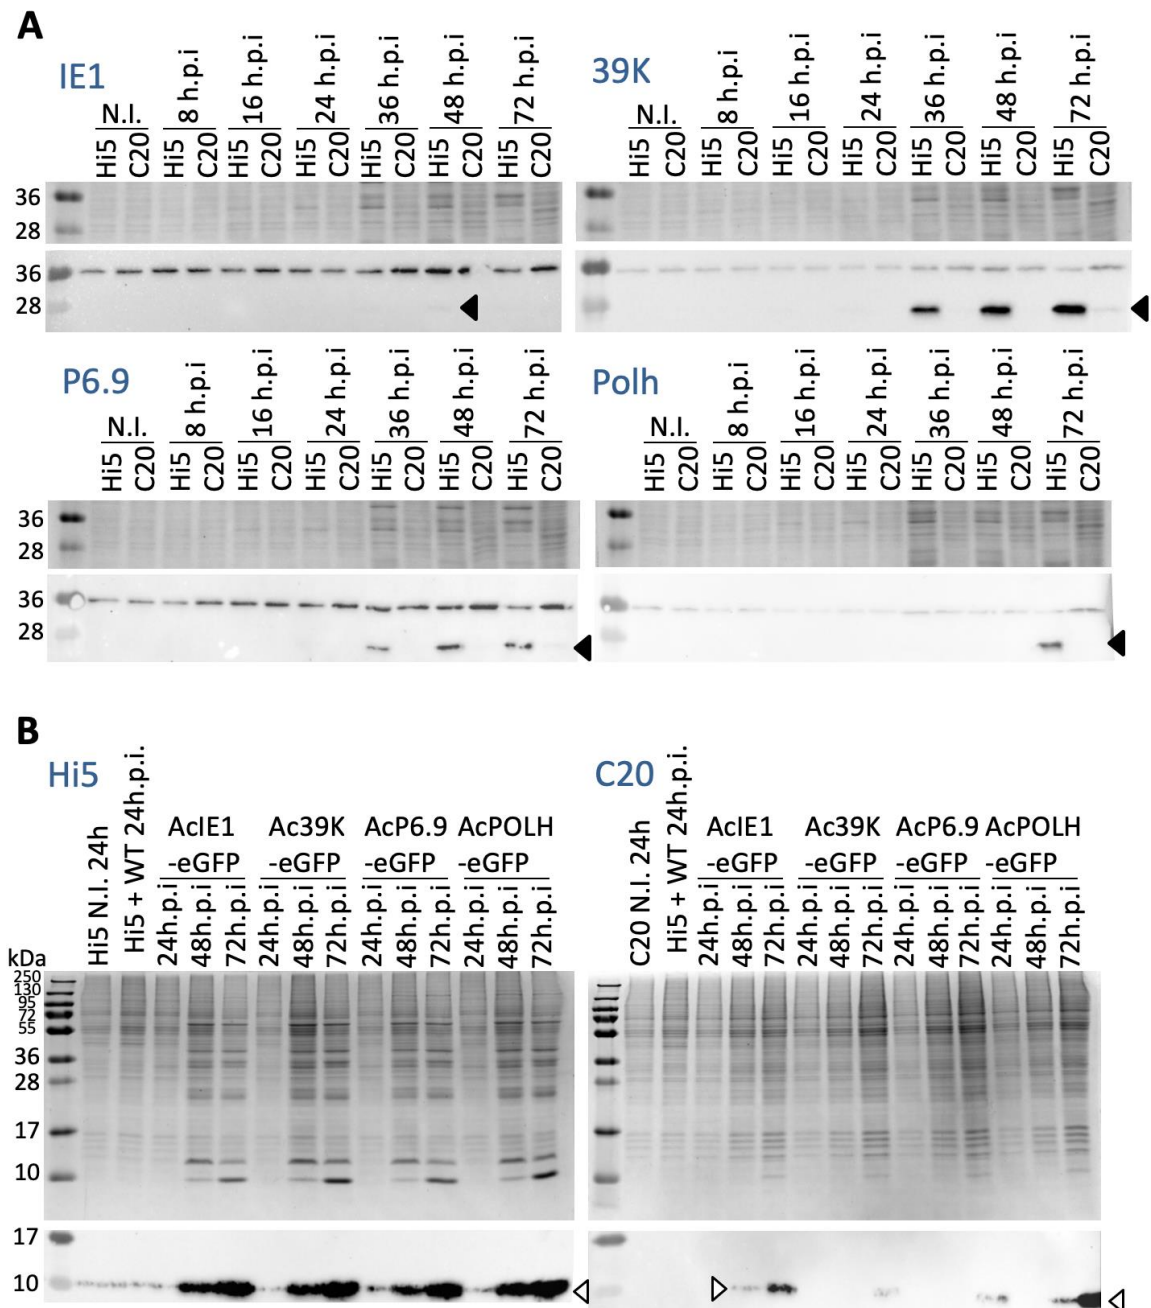 A
IE1
N.I.
8 h.p.i
16 h.p.i
24 h.p.i
36 h.p.i
48 h.p.i
72 h.p.i
Hi5 C20 Hi5 C20 Hi5 C20 Hi5 C20 Hi5 C20 Hi5 C20 Hi5 C20
36
28
36
28
39K
N.I.
8 h.p.i
16 h.p.i
24 h.p.i
36 h.p.i
48 h.p.i
72 h.p.i
Hi5 C20 Hi5 C20 Hi5 C20 Hi5 C20 Hi5 C20 Hi5 C20 Hi5 C20
P6.9
N.I.
8 h.p.i
16 h.p.i
24 h.p.i
36 h.p.i
48 h.p.i
72 h.p.i
Hi5 C20 Hi5 C20 Hi5 C20 Hi5 C20 Hi5 C20 Hi5 C20 Hi5 C20
36
28
36
28
Polh
N.I.
8 h.p.i
16 h.p.i
24 h.p.i
36 h.p.i
48 h.p.i
72 h.p.i
Hi5 C20 Hi5 C20 Hi5 C20 Hi5 C20 Hi5 C20 Hi5 C20 Hi5 C20
B
Hi5
Hi5 N.I. 24h
Hi5 + WT 24h.p.i.
AcIE1 Ac39K AcP6.9 AcPOLH
-eGFP -eGFP -eGFP -eGFP
24h.p.i 48h.p.i 72h.p.i 24h.p.i 48h.p.i 72h.p.i 24h.p.i 48h.p.i 72h.p.i 24h.p.i 48h.p.i 72h.p.i
kDa
250
130
95
72
55
36
28
17
10
17
10
C20
C20 N.I. 24h
Hi5 + WT 24h.p.i.
AcIE1 Ac39K AcP6.9 AcPOLH
-eGFP -eGFP -eGFP -eGFP
24h.p.i 48h.p.i 72h.p.i 24h.p.i 48h.p.i 72h.p.i 24h.p.i 48h.p.i 72h.p.i 24h.p.i 48h.p.i 72h.p.i